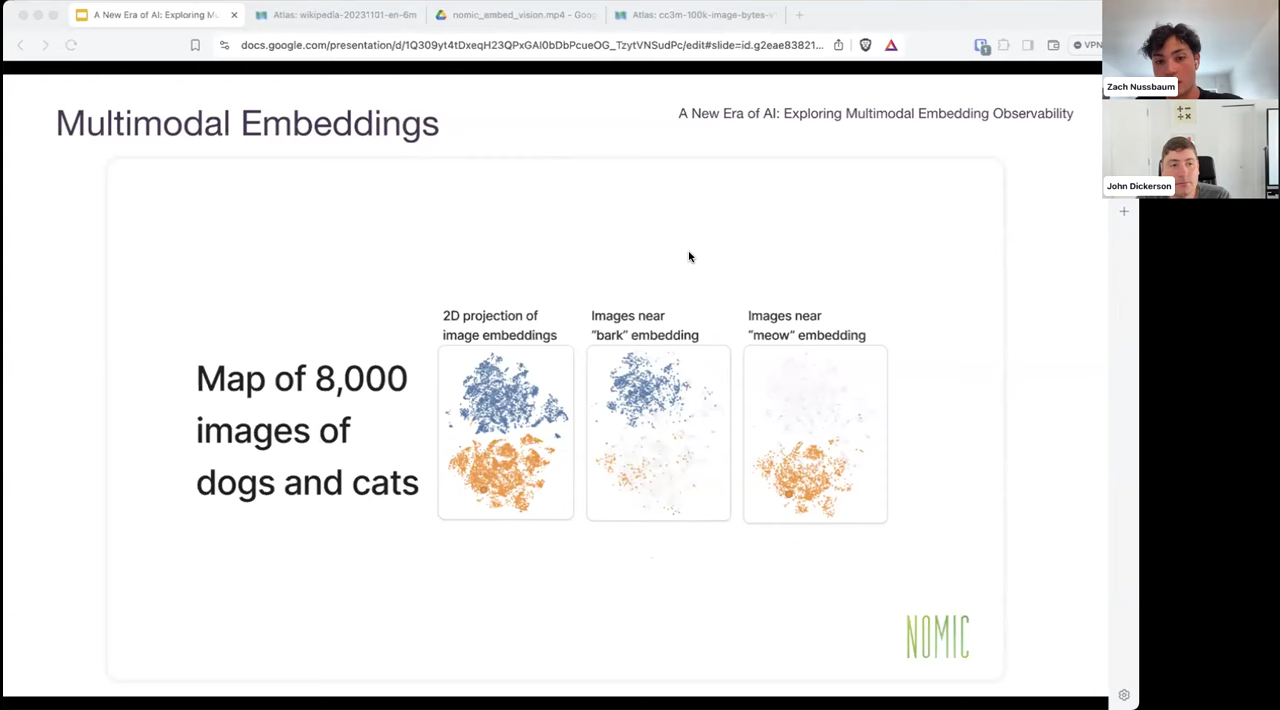 A New Era of AI: Exploring M
Atlas: wikipedia-20231101-en-6m
nomic_embed_vision.mp4 - Goo
Atlas: cc3m-100k-image-bytes-v
docs.google.com/presentation/d/1Q309yt4tDxeqH23QPxGAI0bDbPcueOG_TzytVNSudPc/edit#slide=id.g2eae83821...
1
VPN
Zach Nussbaum
John Dickerson
Multimodal Embeddings
A New Era of AI: Exploring Multimodal Embedding Observability
Map of 8,000
images of
dogs and cats
2D projection of
image embeddings
Images near
“bark” embedding
Images near
“meow” embedding
NOMIC